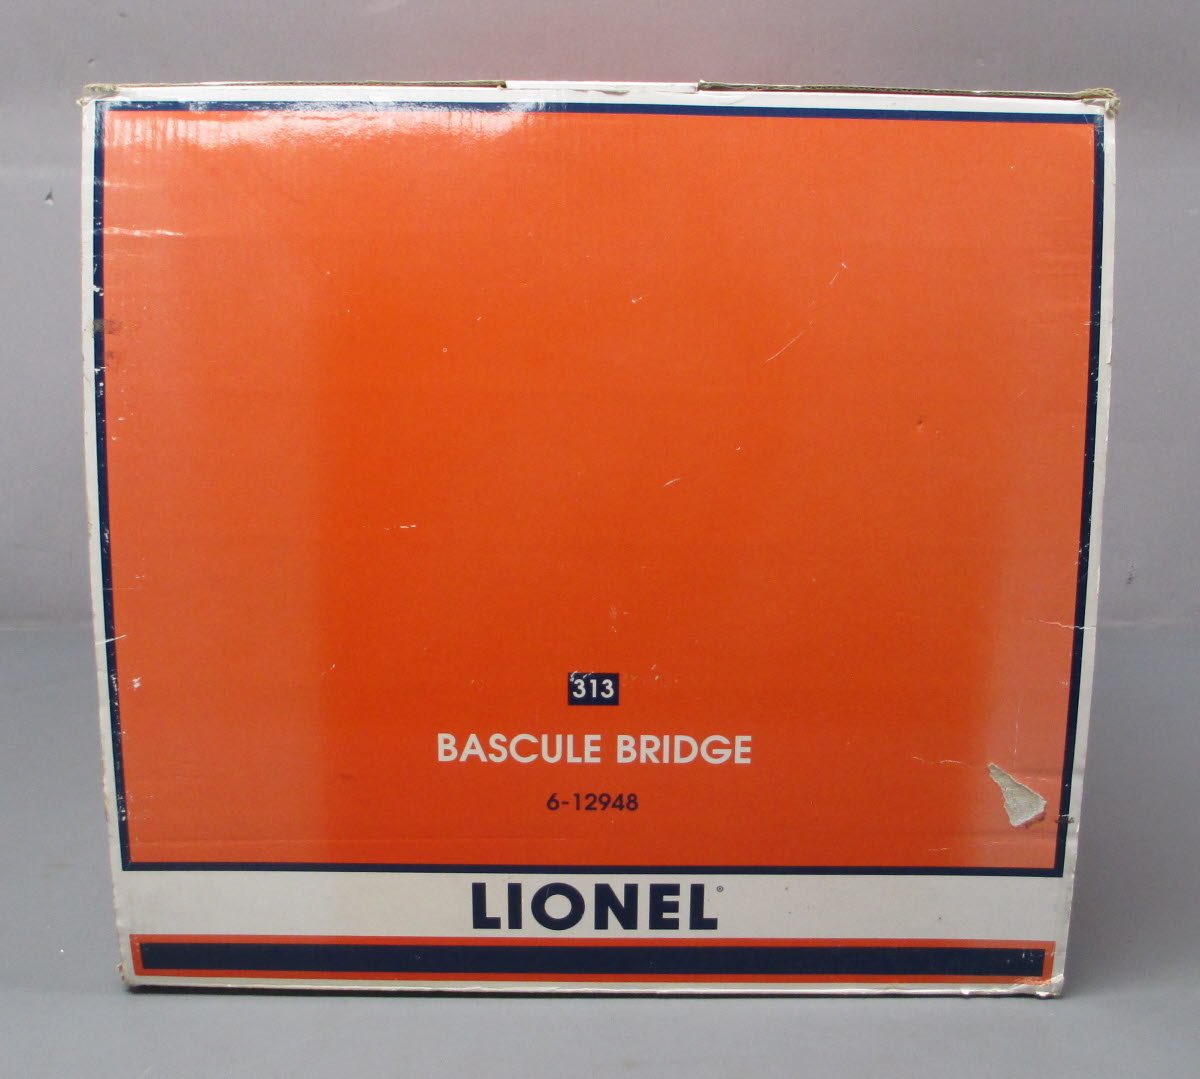 313
BASCULE BRIDGE
6-12948
LIONEL®